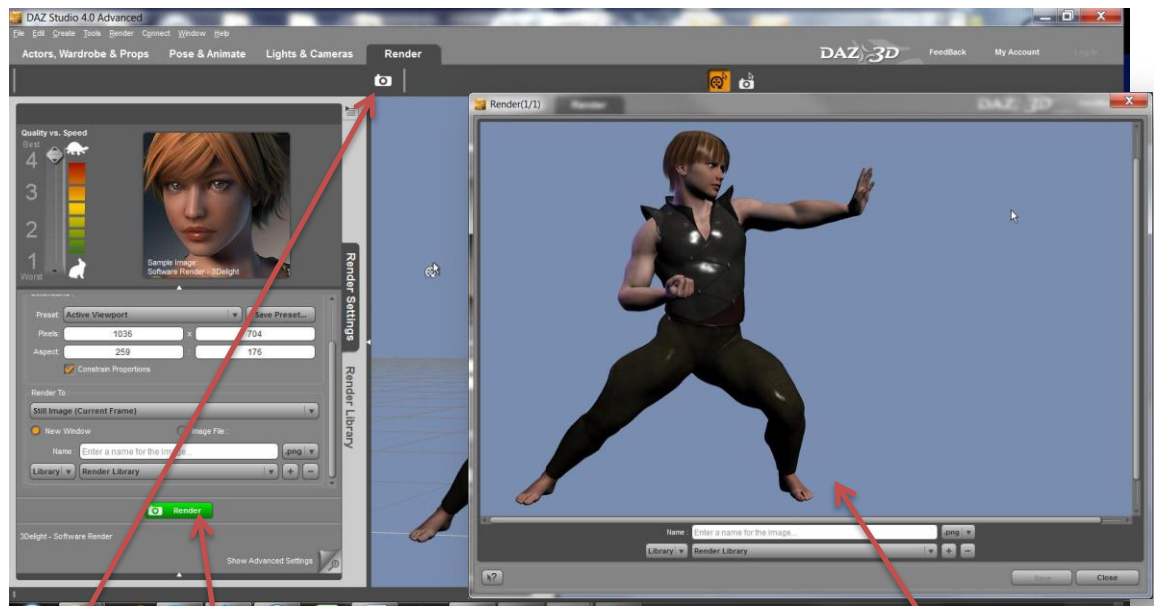 DAZ Studio 4.0 Advanced
File Edit Create Tools Render Connect Window Help
Actors, Wardrobe & Props Pose & Animate Lights & Cameras Render
DAZ 3D FeedBack My Account Log In
Render(1/1) Render DAZ 3D
Quality vs. Speed
Best
4
3
2
1
Worst
Sample Image:
Software Render - 3Delight
Render Settings
Render Library
Preset: Active Viewport Save Preset...
Pixels: 1036 x 704
Aspect: 259 : 176
Constrain Proportions
Render To :
Still Image (Current Frame)
New Window Image File :
Name : Enter a name for the image... .png
Library Render Library + −
Render
3Delight - Software Render
Show Advanced Settings
Name : Enter a name for the image... .png
Library Render Library + −
Save Close